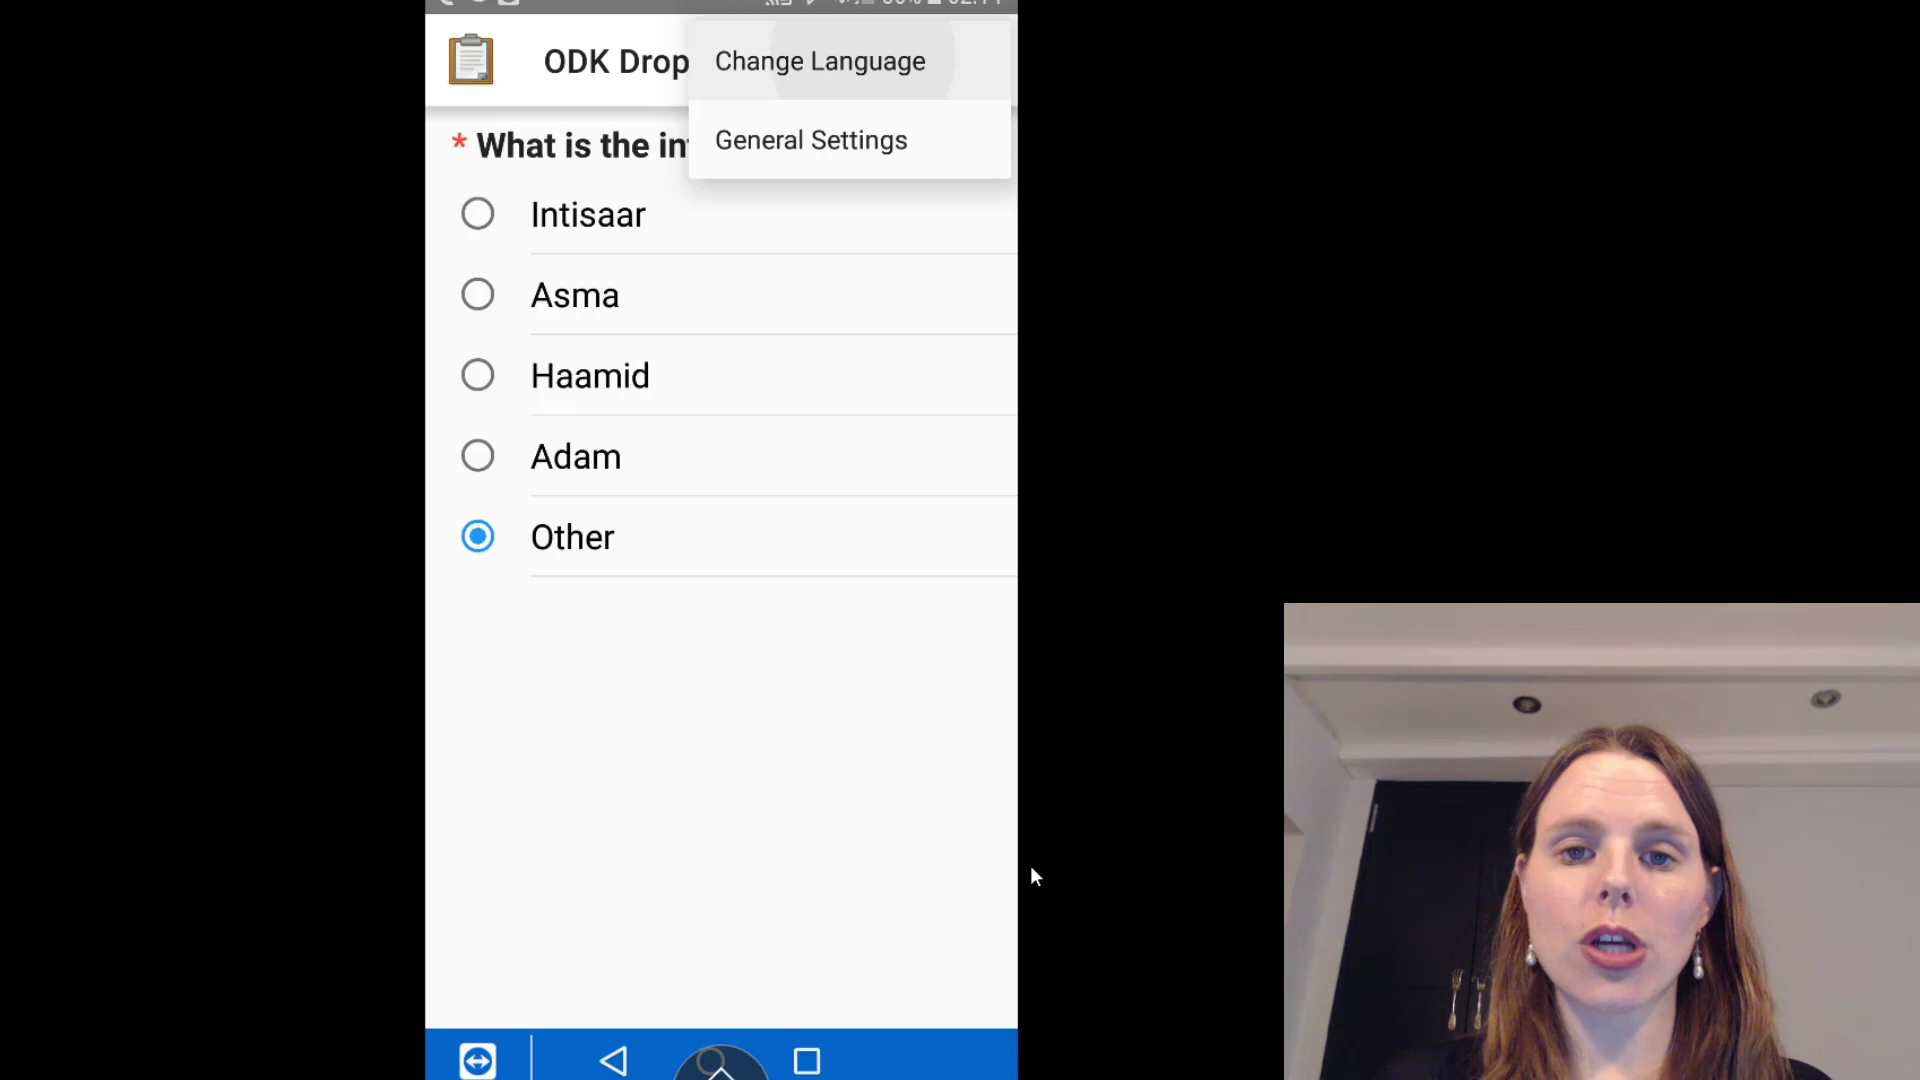 ODK Drop
Change Language
General Settings
* What is the in
Intisaar
Asma
Haamid
Adam
Other